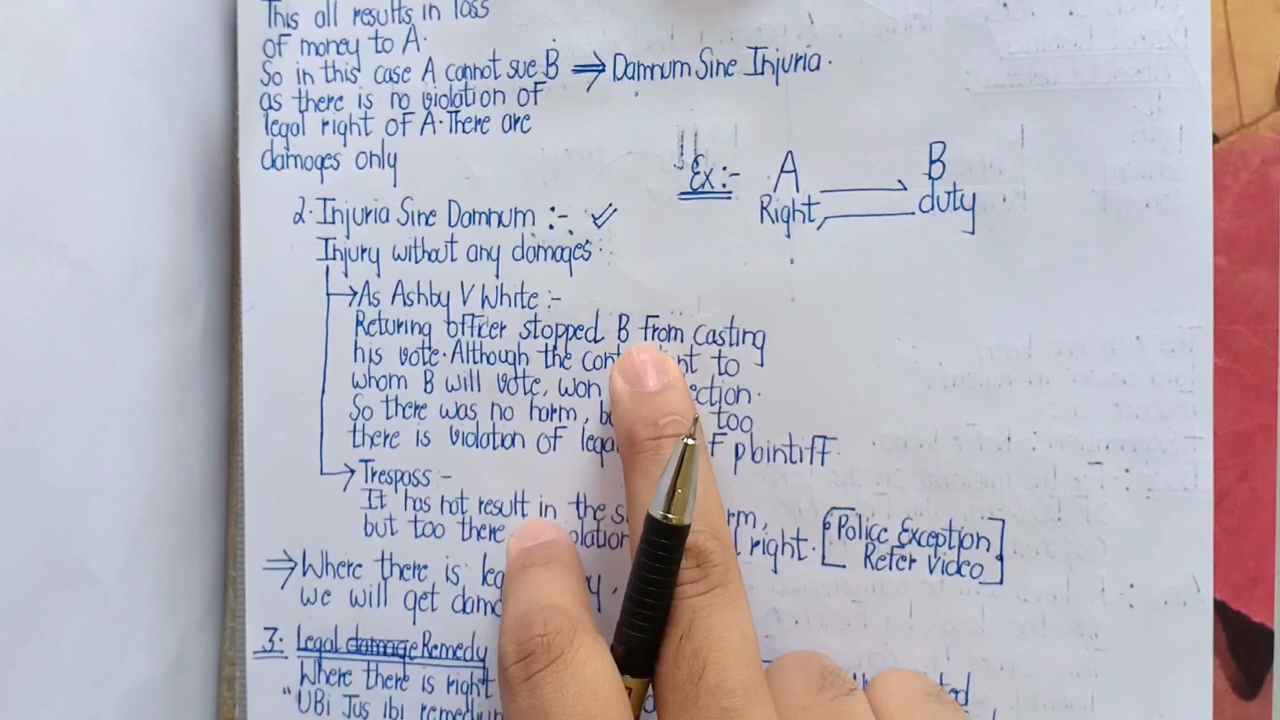 This all results in loss
of money to A.
So in this case A cannot sue B ⇒ Damnum Sine Injuria.
as there is no violation of
legal right of A. There are
damages only
Ex :- A B
Right duty
2. Injuria Sine Damnum :- ✓
Injury without any damages.
→ As Ashby V White :-
Returing officer stopped B from casting
his vote. Although the to
whom B will vote, won
So there was no harm, too
there is violation of plaintiff.
→ Trespass :-
It has not result in the
but too there right. [Police Exception
Refer Video]
⇒ Where there is
we will get
3. Legal damage Remedy
Where there is right
"UBi Jus ibi